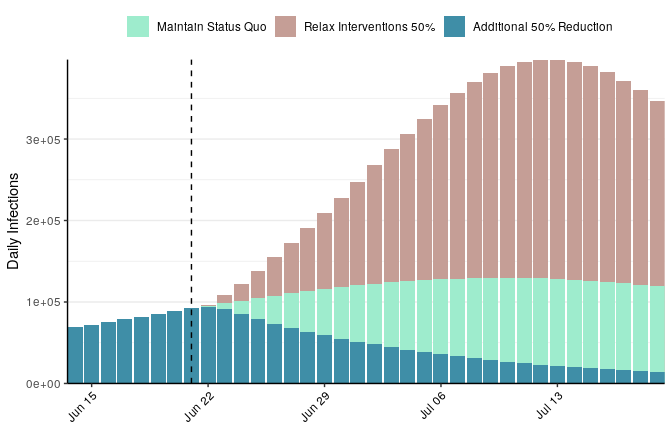 Maintain Status Quo Relax Interventions 50% Additional 50% Reduction
Daily Infections
3e+05
2e+05
1e+05
0e+00
Jun 15 Jun 22 Jun 29 Jul 06 Jul 13